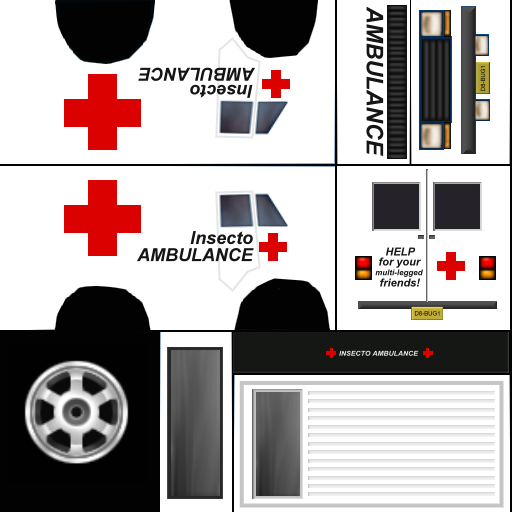 Insecto
AMBULANCE
AMBULANCE
D8-BUG1
Insecto
AMBULANCE
HELP
for your
multi-legged
friends!
D8-BUG1
INSECTO AMBULANCE